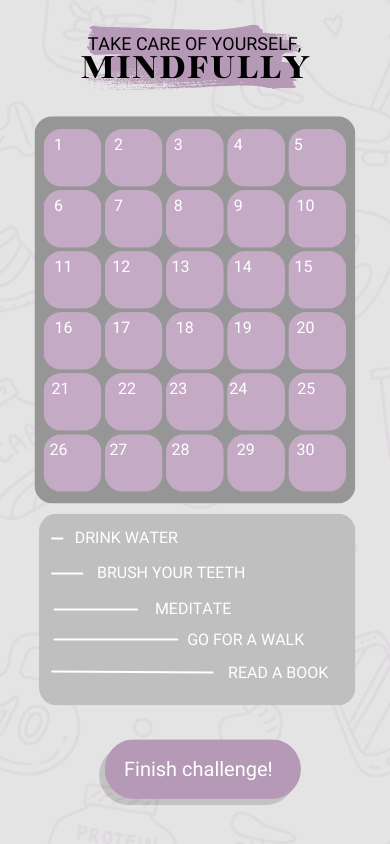 TAKE CARE OF YOURSELF,
MINDFULLY
1 2 3 4 5
6 7 8 9 10
11 12 13 14 15
16 17 18 19 20
21 22 23 24 25
26 27 28 29 30
DRINK WATER
BRUSH YOUR TEETH
MEDITATE
GO FOR A WALK
READ A BOOK
10
Finish challenge!
PROTEIN